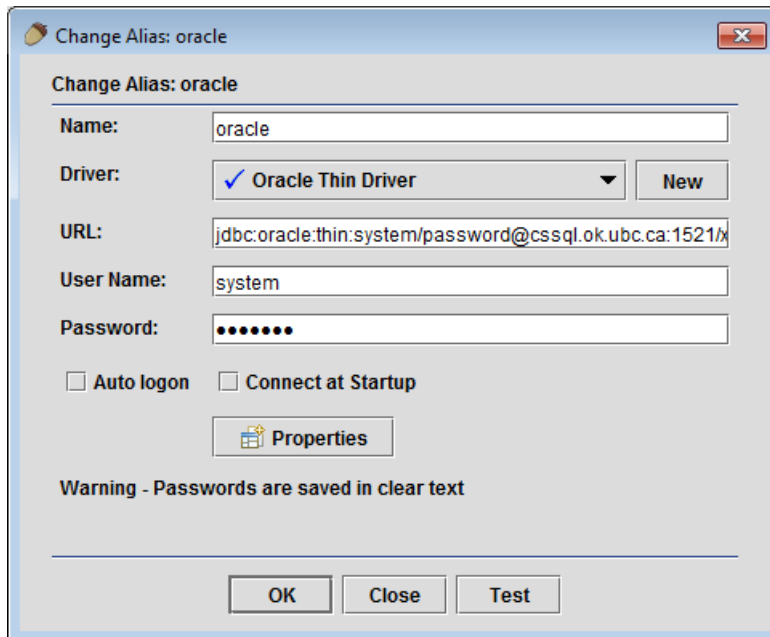 Change Alias: oracle
Change Alias: oracle
Name: oracle
Driver: Oracle Thin Driver New
URL: jdbc:oracle:thin:system/password@cssql.ok.ubc.ca:1521/x
User Name: system
Password: •••••••
Auto logon Connect at Startup
Properties
Warning - Passwords are saved in clear text
OK Close Test